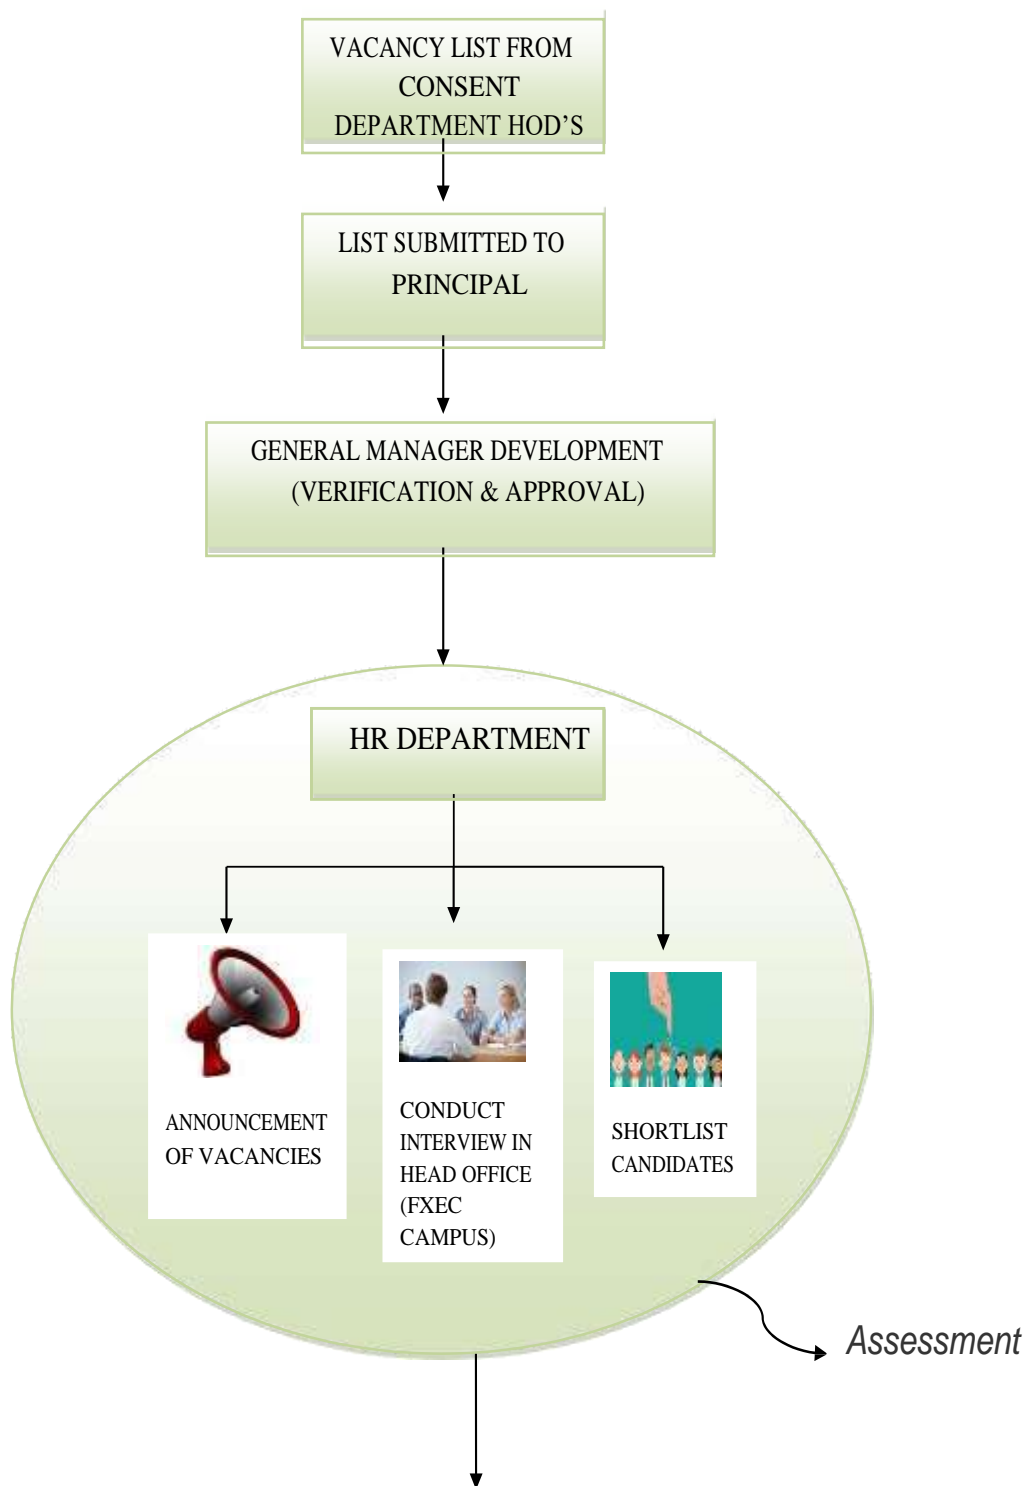 VACANCY LIST FROM
CONSENT
DEPARTMENT HOD’S
LIST SUBMITTED TO
PRINCIPAL
GENERAL MANAGER DEVELOPMENT
(VERIFICATION & APPROVAL)
HR DEPARTMENT
ANNOUNCEMENT
OF VACANCIES
CONDUCT
INTERVIEW IN
HEAD OFFICE
(FXEC
CAMPUS)
SHORTLIST
CANDIDATES
Assessment